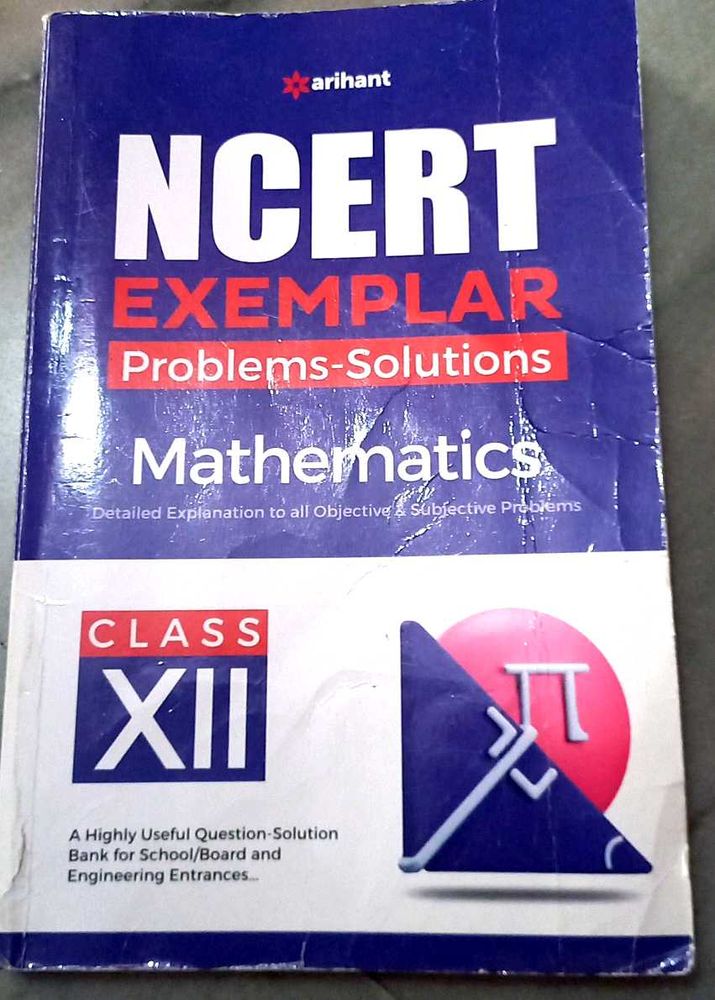 arihant
NCERT
EXEMPLAR
Problems-Solutions
Mathematics
Detailed Explanation to all Objective & Subjective Problems
CLASS
XII
A Highly Useful Question-Solution
Bank for School/Board and
Engineering Entrances...